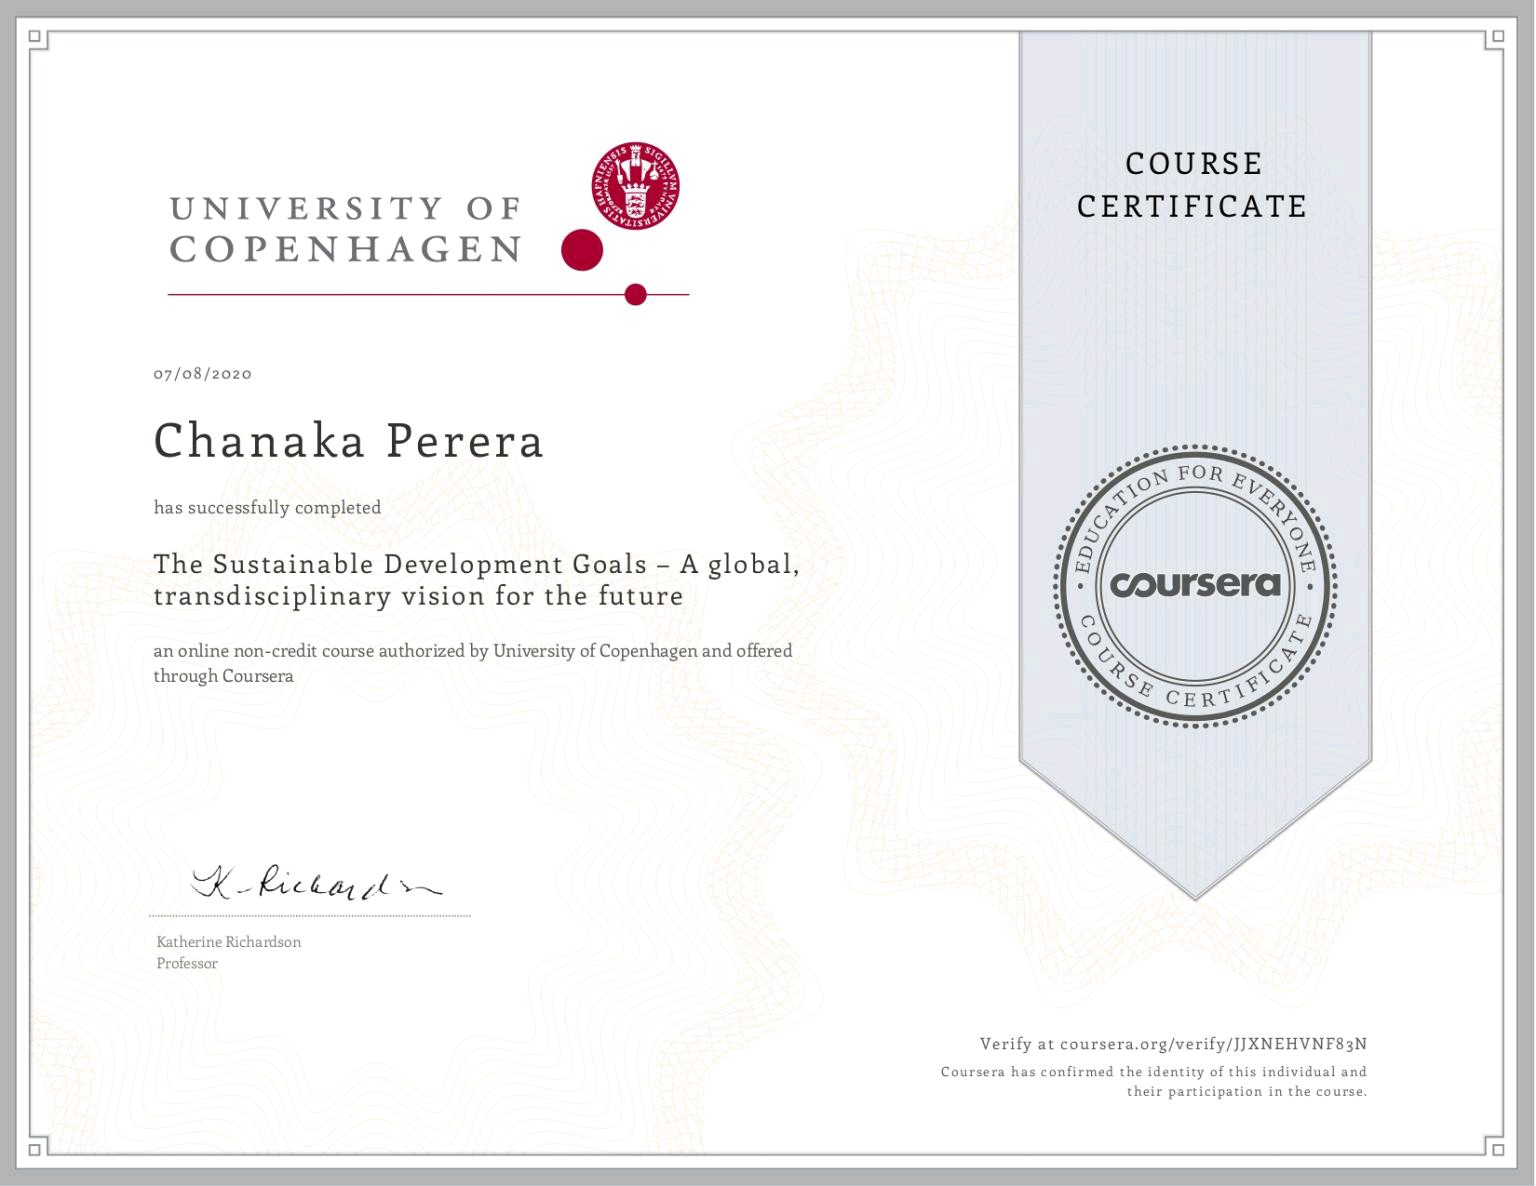 UNIVERSITY OF
COPENHAGEN
SIGILLVM VNIVERSITATIS HAFNIENSIS
07/08/2020
Chanaka Perera
has successfully completed
The Sustainable Development Goals – A global,
transdisciplinary vision for the future
an online non-credit course authorized by University of Copenhagen and offered
through Coursera
K. Richardson
Katherine Richardson
Professor
COURSE
CERTIFICATE
EDUCATION FOR EVERYONE
coursera
COURSE CERTIFICATE
Verify at coursera.org/verify/JJXNEHVNF83N
Coursera has confirmed the identity of this individual and
their participation in the course.